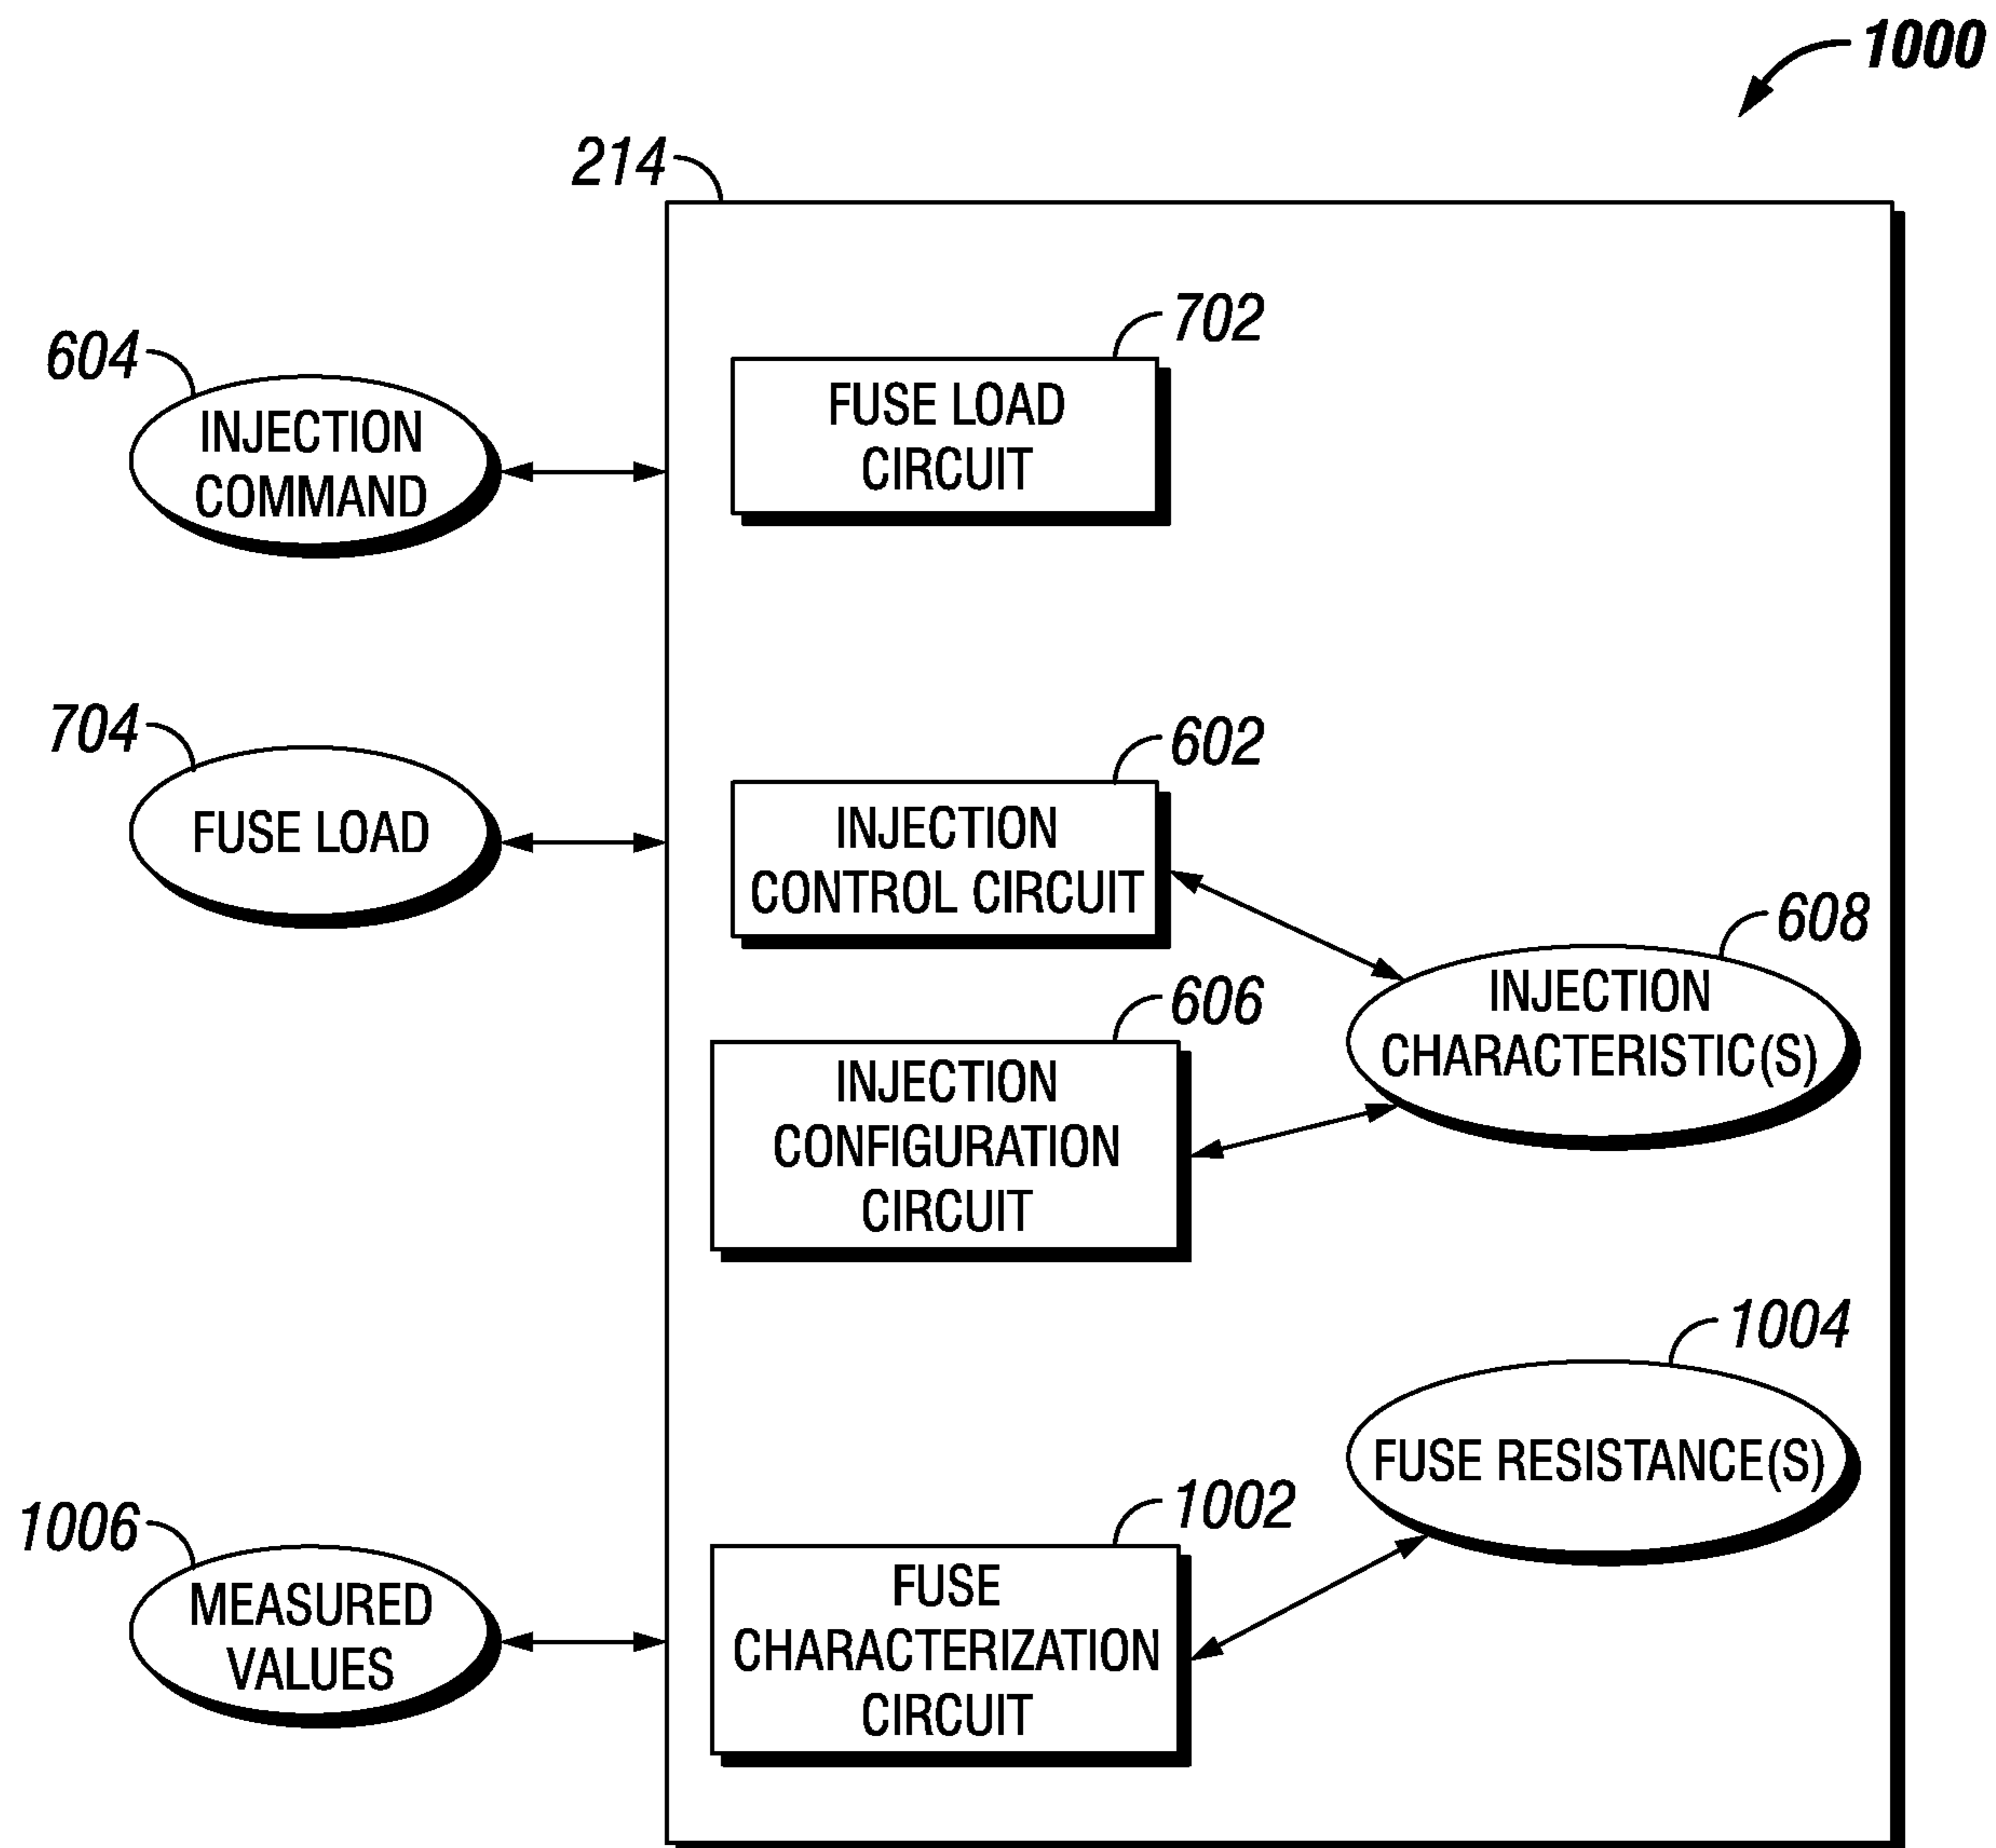 1000
214
702
FUSE LOAD
CIRCUIT
604
INJECTION
COMMAND
704
FUSE LOAD
602
INJECTION
CONTROL CIRCUIT
608
INJECTION
CHARACTERISTIC(S)
606
INJECTION
CONFIGURATION
CIRCUIT
1004
FUSE RESISTANCE(S)
1006
MEASURED
VALUES
1002
FUSE
CHARACTERIZATION
CIRCUIT